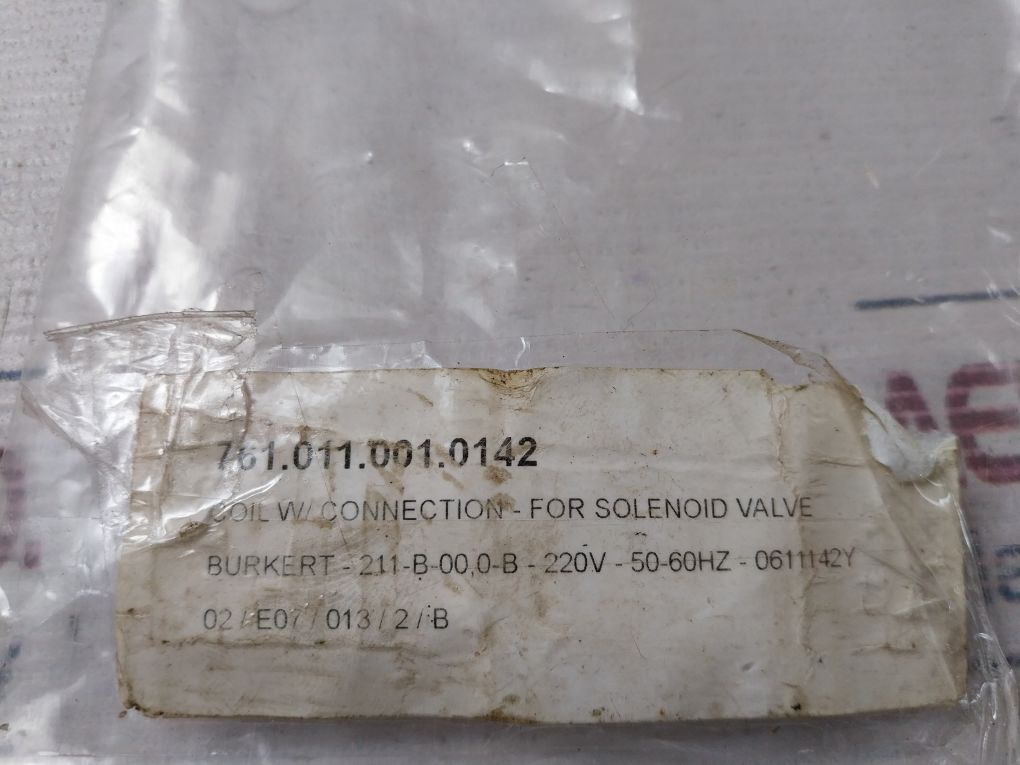 761.011.001.0142
COIL W/ CONNECTION - FOR SOLENOID VALVE
BURKERT - 211-B-00,0-B - 220V - 50-60HZ - 0611142Y
02 / E07 / 013 / 2 / B